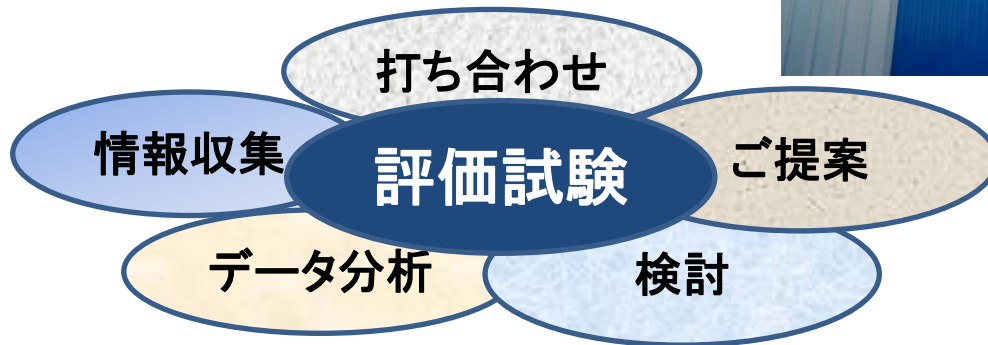 打ち合わせ
情報収集
評価試験
ご提案
データ分析
検討